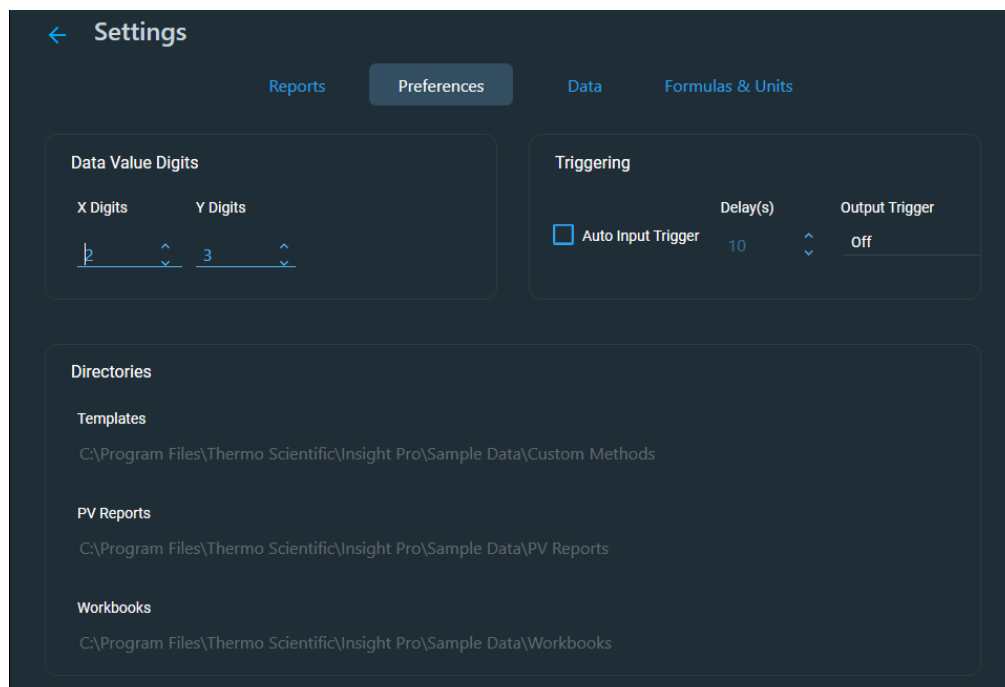 Settings
Reports Preferences Data Formulas & Units
Data Value Digits
X Digits Y Digits
2 3
Triggering
Delay(s) Output Trigger
Auto Input Trigger 10 Off
Directories
Templates
C:\Program Files\Thermo Scientific\Insight Pro\Sample Data\Custom Methods
PV Reports
C:\Program Files\Thermo Scientific\Insight Pro\Sample Data\PV Reports
Workbooks
C:\Program Files\Thermo Scientific\Insight Pro\Sample Data\Workbooks